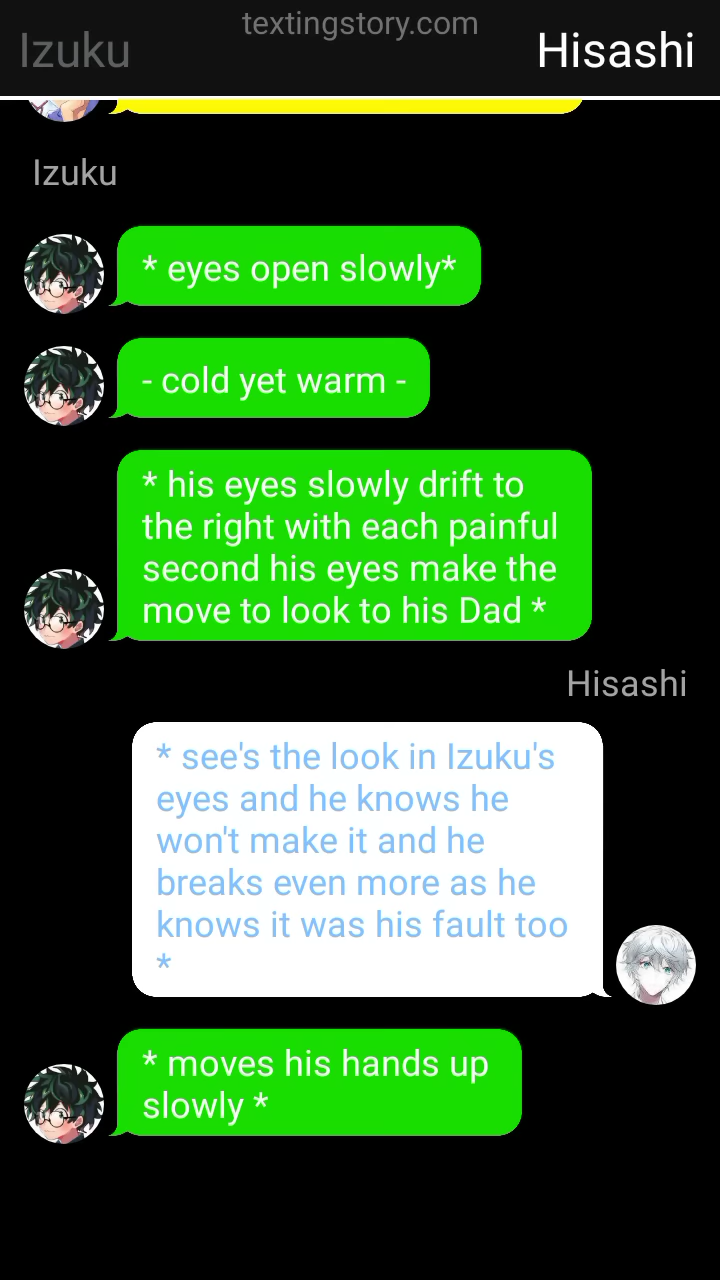 textingstory.com
Izuku
Hisashi
Izuku
* eyes open slowly*
- cold yet warm -
* his eyes slowly drift to
the right with each painful
second his eyes make the
move to look to his Dad *
Hisashi
* see's the look in Izuku's
eyes and he knows he
won't make it and he
breaks even more as he
knows it was his fault too
*
* moves his hands up
slowly *